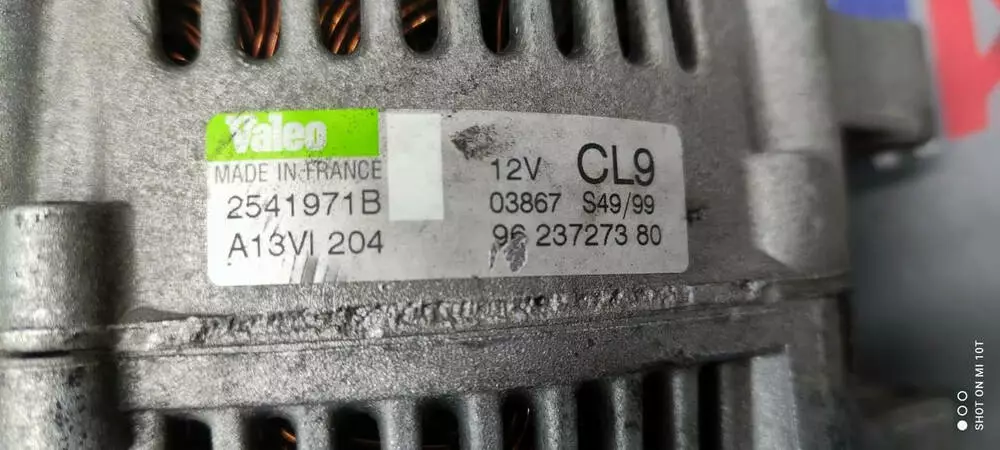 Valeo
MADE IN FRANCE
2541971B
A13VI 204
12V CL9
03867 S49/99
96 237273 80
SHOT ON MI 10T